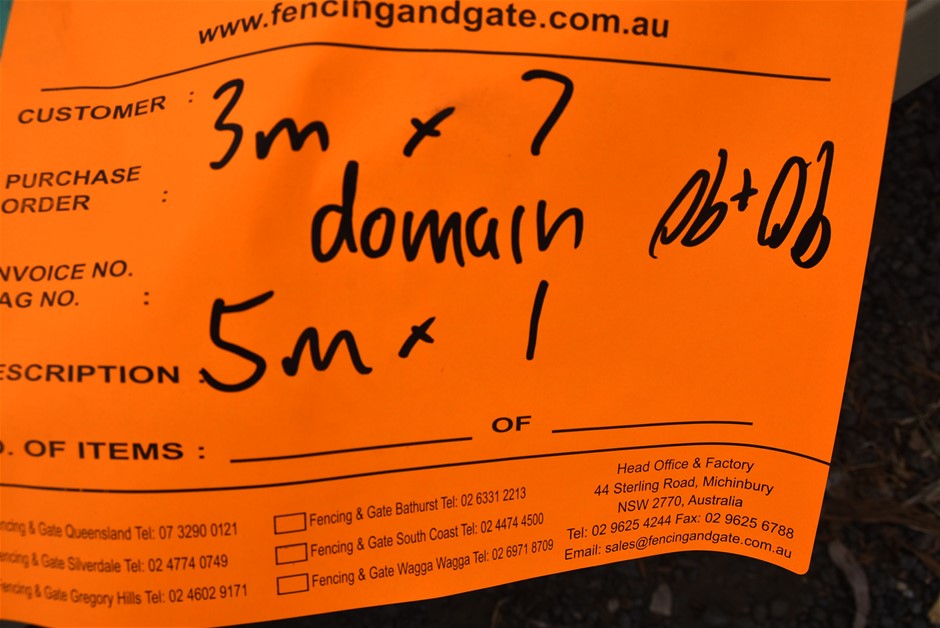 www.fencingandgate.com.au
CUSTOMER : 3m x 7
PURCHASE
ORDER :
domain
NVOICE NO.
AG NO. :
5m x 1
ESCRIPTION :
O. OF ITEMS : ____ OF ____
ncing & Gate Queensland Tel: 07 3290 0121
encing & Gate Silverdale Tel: 02 4774 0749
encing & Gate Gregory Hills Tel: 02 4602 9171
Fencing & Gate Bathurst Tel: 02 6331 2213
Fencing & Gate South Coast Tel: 02 4474 4500
Fencing & Gate Wagga Wagga Tel: 02 6971 8709
Head Office & Factory
44 Sterling Road, Michinbury
NSW 2770, Australia
Tel: 02 9625 4244 Fax: 02 9625 6788
Email: sales@fencingandgate.com.au